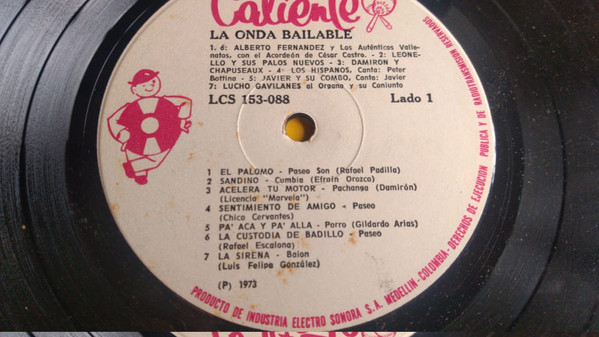 Caliente
LA ONDA BAILABLE
1. 6: ALBERTO FERNANDEZ y Los Auténticos Valle-
natos, con el Acordeón de César Castro. - 2: LEONE-
LLO Y SUS PALOS NUEVOS - 3: DAMIRON Y
CHAPUSEAUX - 4: LOS HISPANOS, Canta: Peter
Bottina - 5: JAVIER Y SU COMBO, Canta: Javier
7: LUCHO GAVILANES al Organo y su Conjunto
LCS 153-088 Lado 1
1 EL PALOMO - Paseo Son (Rafael Padilla)
2 SANDINO - Cumbia (Efraín Orozco)
3 ACELERA TU MOTOR - Pachanga (Damirón)
(Licencia "Marvela")
4 SENTIMIENTO DE AMIGO - Paseo
(Chico Cervantes)
5 PA' ACA Y PA' ALLA - Porro (Gildardo Arias)
6 LA CUSTODIA DE BADILLO - Paseo
(Rafael Escalona)
7 LA SIRENA - Baion
(Luis Felipe González)
(P) 1973
PRODUCTO DE INDUSTRIA ELECTRO SONORA S.A. MEDELLIN-COLOMBIA-DERECHOS DE EJECUCION PUBLICA Y DE RADIOTRANSMISION RESERVADOS